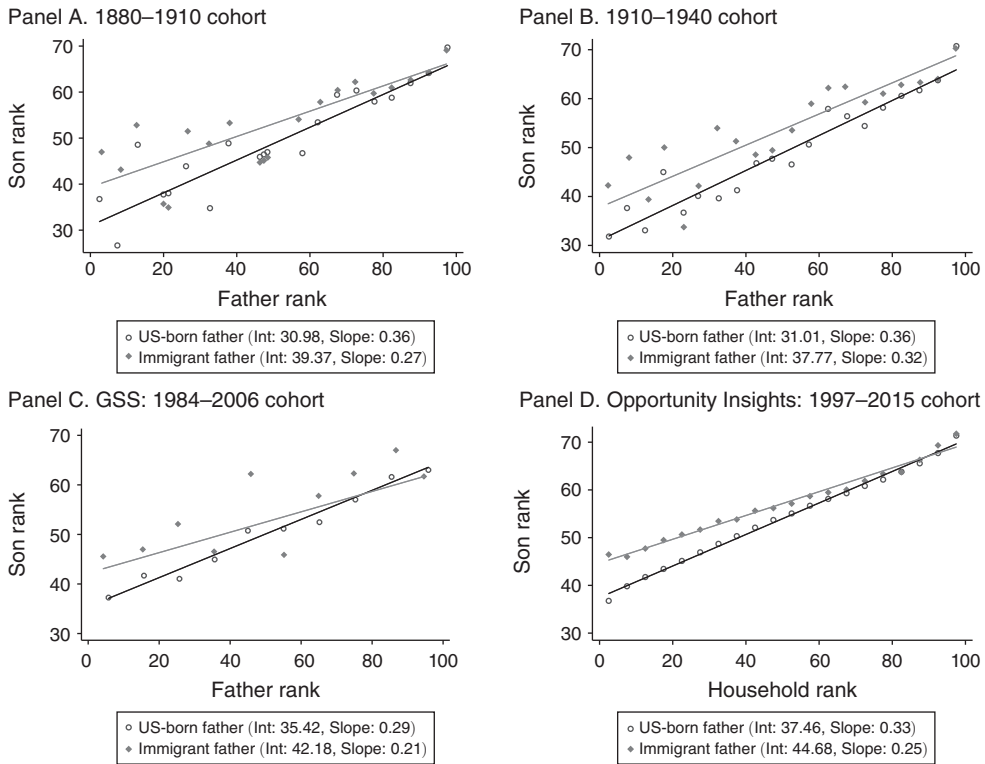 Panel A. 1880–1910 cohort
70
60
50
40
30
Son rank
0 20 40 60 80 100
Father rank
US-born father (Int: 30.98, Slope: 0.36)
Immigrant father (Int: 39.37, Slope: 0.27)
Panel B. 1910–1940 cohort
70
60
50
40
30
Son rank
0 20 40 60 80 100
Father rank
US-born father (Int: 31.01, Slope: 0.36)
Immigrant father (Int: 37.77, Slope: 0.32)
Panel C. GSS: 1984–2006 cohort
70
60
50
40
30
Son rank
0 20 40 60 80 100
Father rank
US-born father (Int: 35.42, Slope: 0.29)
Immigrant father (Int: 42.18, Slope: 0.21)
Panel D. Opportunity Insights: 1997–2015 cohort
70
60
50
40
30
Son rank
0 20 40 60 80 100
Household rank
US-born father (Int: 37.46, Slope: 0.33)
Immigrant father (Int: 44.68, Slope: 0.25)